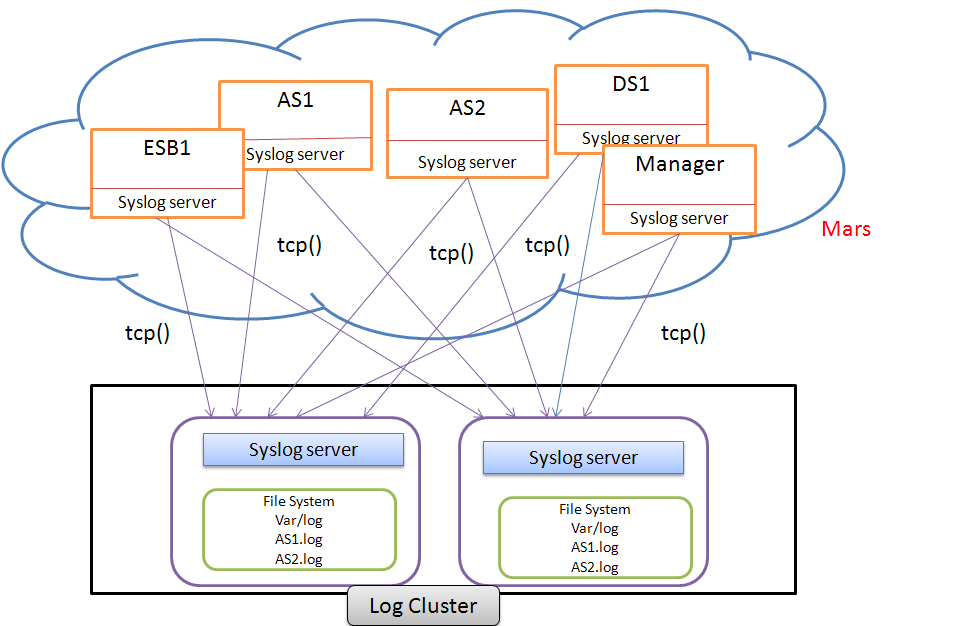 DS1
Syslog server
AS1
Syslog server
AS2
Syslog server
ESB1
Syslog server
Manager
Syslog server
Mars
tcp()
tcp()
tcp()
tcp()
tcp()
Syslog server
File System
Var/log
AS1.log
AS2.log
Syslog server
File System
Var/log
AS1.log
AS2.log
Log Cluster